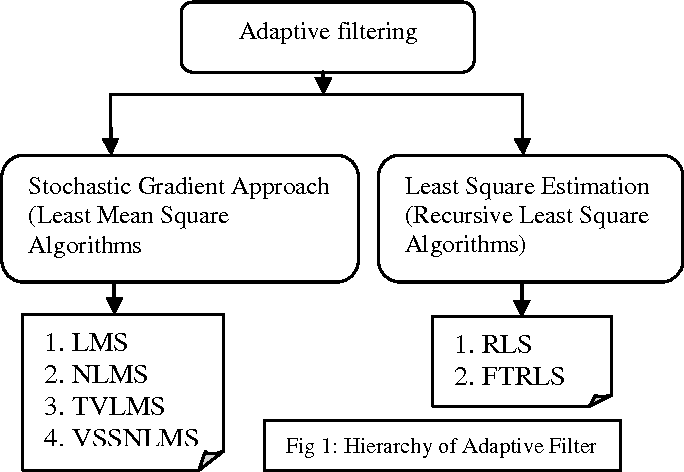 Adaptive filtering
Stochastic Gradient Approach
(Least Mean Square
Algorithms
Least Square Estimation
(Recursive Least Square
Algorithms)
1. LMS
2. NLMS
3. TVLMS
4. VSSNLMS
1. RLS
2. FTRLS
Fig 1: Hierarchy of Adaptive Filter